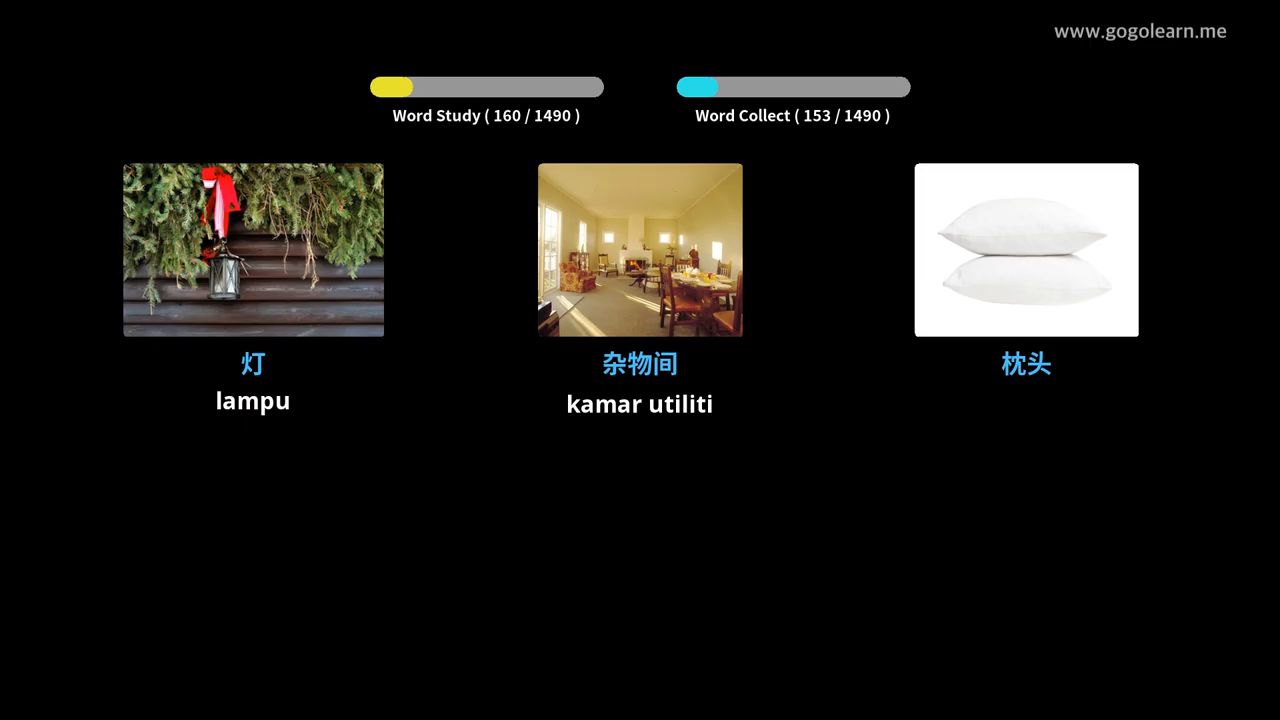 www.gogolearn.me
Word Study ( 160 / 1490 )
Word Collect ( 153 / 1490 )
灯
杂物间
枕头
lampu
kamar utiliti